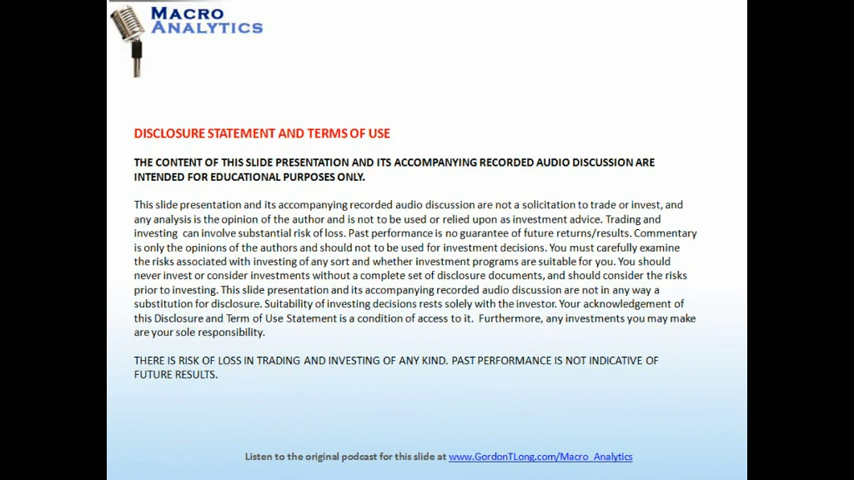 MACRO
ANALYTICS
DISCLOSURE STATEMENT AND TERMS OF USE
THE CONTENT OF THIS SLIDE PRESENTATION AND ITS ACCOMPANYING RECORDED AUDIO DISCUSSION ARE
INTENDED FOR EDUCATIONAL PURPOSES ONLY.
This slide presentation and its accompanying recorded audio discussion are not a solicitation to trade or invest, and
any analysis is the opinion of the author and is not to be used or relied upon as investment advice. Trading and
investing can involve substantial risk of loss. Past performance is no guarantee of future returns/results. Commentary
is only the opinions of the authors and should not to be used for investment decisions. You must carefully examine
the risks associated with investing of any sort and whether investment programs are suitable for you. You should
never invest or consider investments without a complete set of disclosure documents, and should consider the risks
prior to investing. This slide presentation and its accompanying recorded audio discussion are not in any way a
substitution for disclosure. Suitability of investing decisions rests solely with the investor. Your acknowledgement of
this Disclosure and Term of Use Statement is a condition of access to it. Furthermore, any investments you may make
are your sole responsibility.
THERE IS RISK OF LOSS IN TRADING AND INVESTING OF ANY KIND. PAST PERFORMANCE IS NOT INDICATIVE OF
FUTURE RESULTS.
Listen to the original podcast for this slide at www.GordonTLong.com/Macro_Analytics